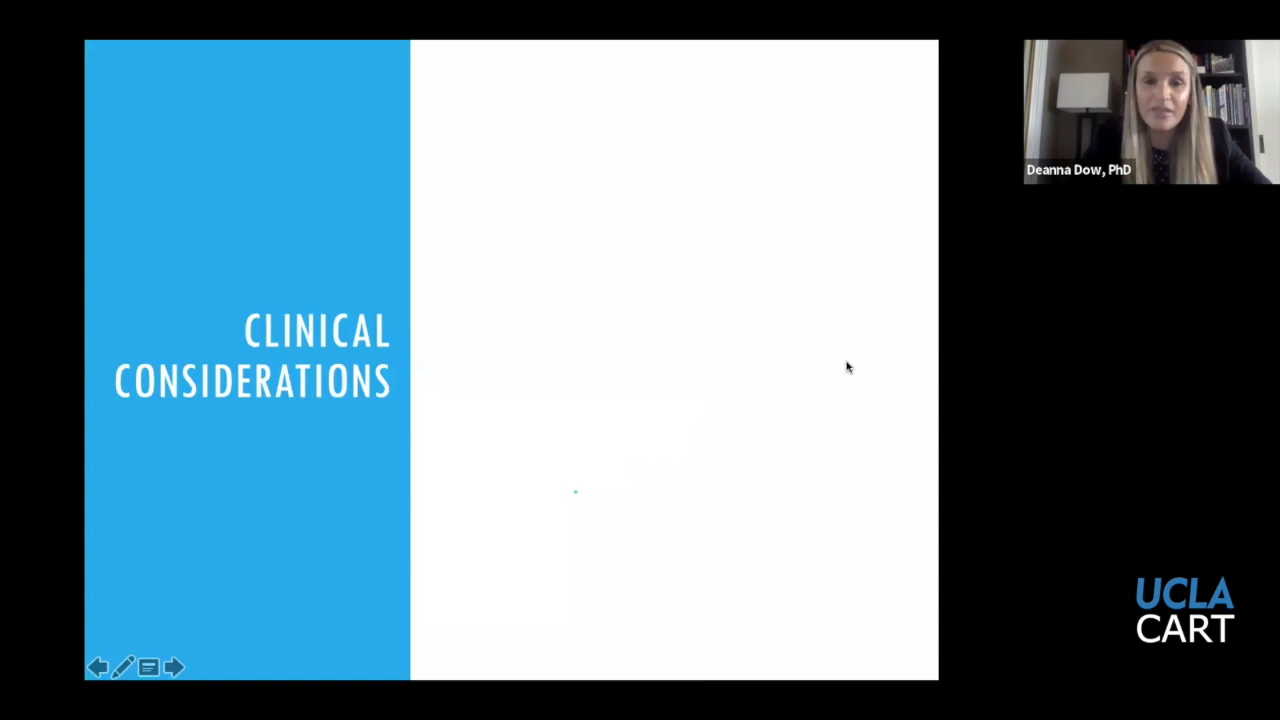 CLINICAL
CONSIDERATIONS
Deanna Dow, PhD
UCLA
CART